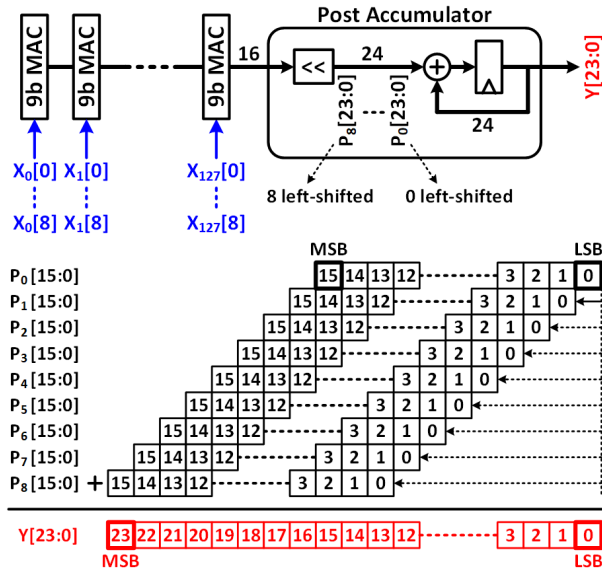 Post Accumulator
9b MAC 9b MAC 9b MAC 16 << 24 + 24 Y[23:0]
P₈[23:0] P₀[23:0]
X₀[0] X₁[0] X₁₂₇[0]
8 left-shifted 0 left-shifted
X₀[8] X₁[8] X₁₂₇[8]
MSB LSB
P₀[15:0] 15 14 13 12 3 2 1 0
P₁[15:0] 15 14 13 12 3 2 1 0
P₂[15:0] 15 14 13 12 3 2 1 0
P₃[15:0] 15 14 13 12 3 2 1 0
P₄[15:0] 15 14 13 12 3 2 1 0
P₅[15:0] 15 14 13 12 3 2 1 0
P₆[15:0] 15 14 13 12 3 2 1 0
P₇[15:0] 15 14 13 12 3 2 1 0
P₈[15:0] + 15 14 13 12 3 2 1 0
Y[23:0] 23 22 21 20 19 18 17 16 15 14 13 12 3 2 1 0
MSB LSB